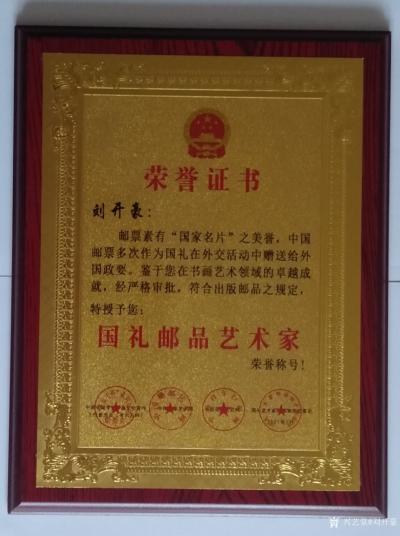 荣誉证书
刘开豪：
邮票素有“国家名片”之美誉，中国
邮票多次作为国礼在外交活动中赠送给外
国政要。鉴于您在书画艺术领域的卓越成
就，经严格审批，符合出版邮品之规定，
特授予您：
国礼邮品艺术家
荣誉称号！